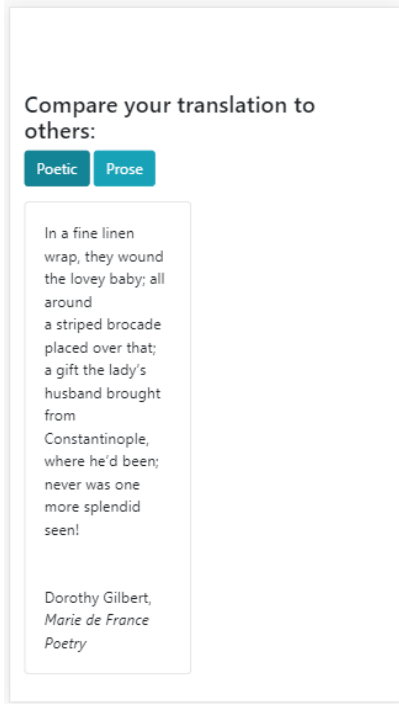 Compare your translation to
others:
Poetic Prose
In a fine linen
wrap, they wound
the lovey baby; all
around
a striped brocade
placed over that;
a gift the lady’s
husband brought
from
Constantinople,
where he’d been;
never was one
more splendid
seen!
Dorothy Gilbert,
Marie de France
Poetry